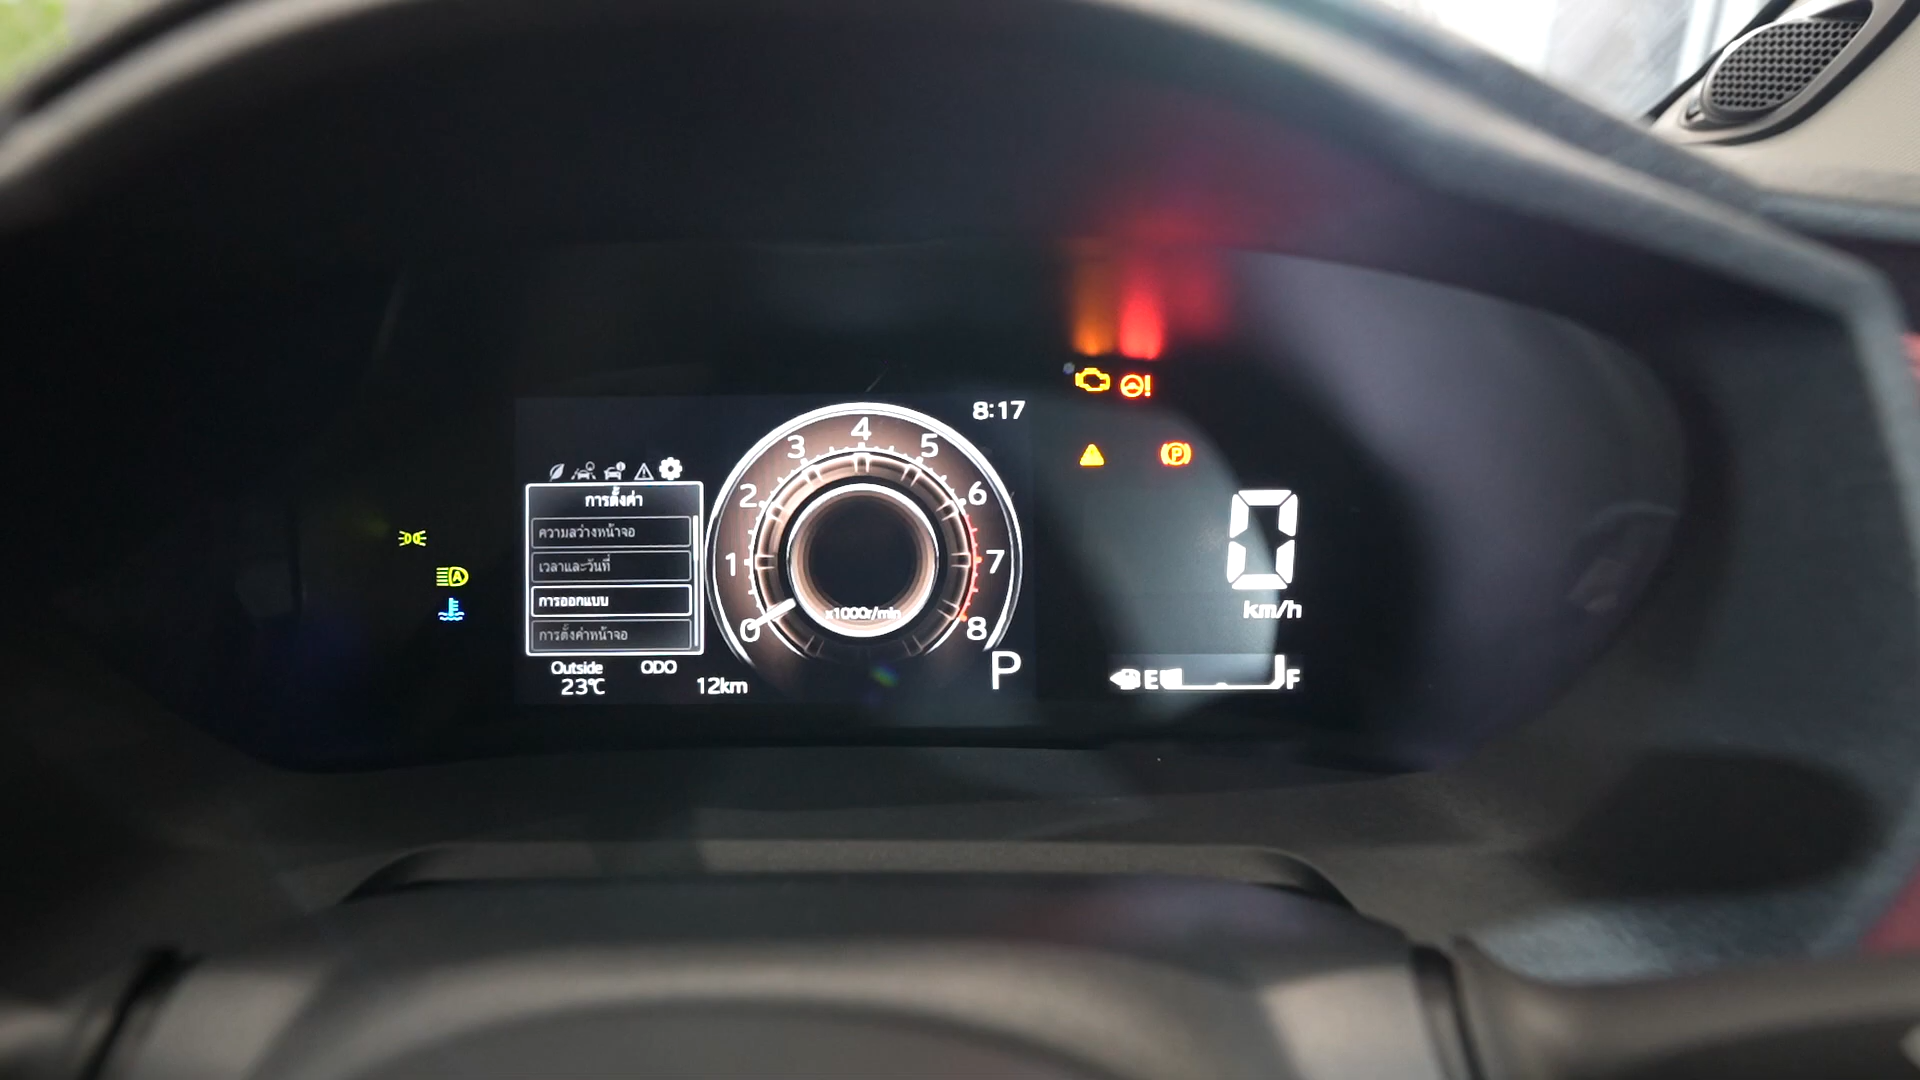 8:17
4
3 5
2 6
1 7
0 8
x1000r/min
การตั้งค่า
ความสว่างหน้าจอ
เวลาและวันที่
การออกแบบ
การตั้งค่าหน้าจอ
Outside ODO
23℃ 12km
P
A
!
P
0
km/h
E F